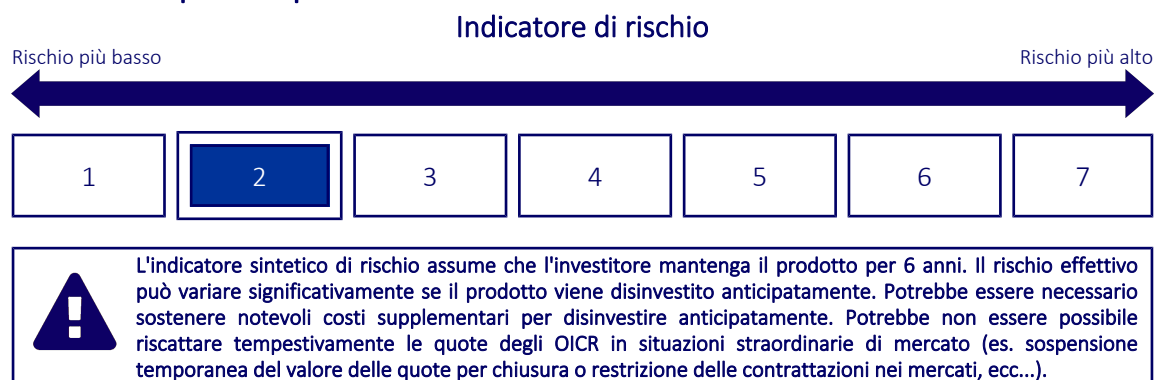 Indicatore di rischio
Rischio più basso Rischio più alto
1 2 3 4 5 6 7
L'indicatore sintetico di rischio assume che l'investitore mantenga il prodotto per 6 anni. Il rischio effettivo
può variare significativamente se il prodotto viene disinvestito anticipatamente. Potrebbe essere necessario
sostenere notevoli costi supplementari per disinvestire anticipatamente. Potrebbe non essere possibile
riscattare tempestivamente le quote degli OICR in situazioni straordinarie di mercato (es. sospensione
temporanea del valore delle quote per chiusura o restrizione delle contrattazioni nei mercati, ecc...).